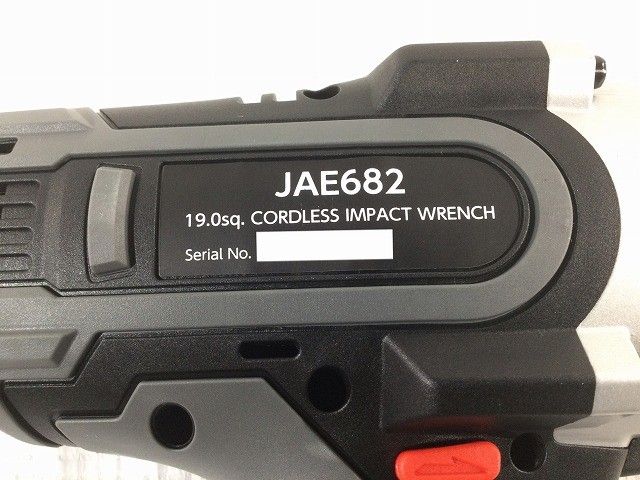 JAE682
19.0sq. CORDLESS IMPACT WRENCH
Serial No.